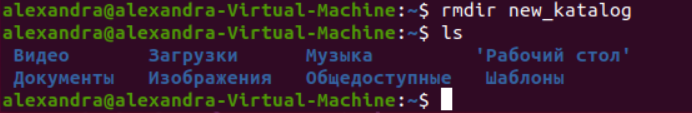 alexandra@alexandra-Virtual-Machine:~$ rmdir new_katalog
alexandra@alexandra-Virtual-Machine:~$ ls
Видео Загрузки Музыка 'Рабочий стол'
Документы Изображения Общедоступные Шаблоны
alexandra@alexandra-Virtual-Machine:~$